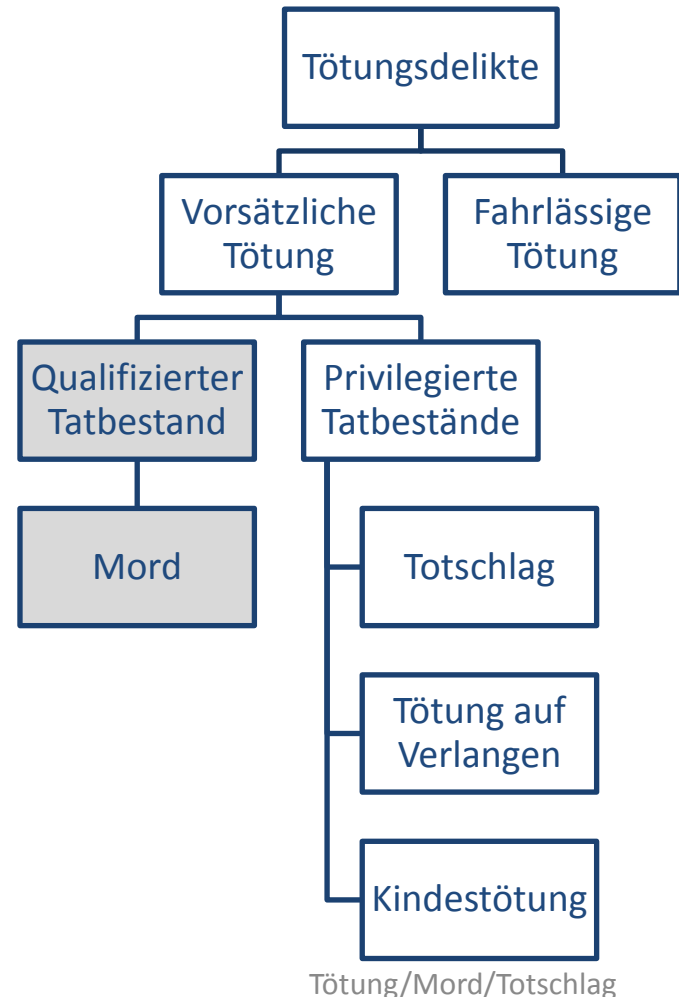 Tötungsdelikte
Vorsätzliche
Tötung
Fahrlässige
Tötung
Qualifizierter
Tatbestand
Privilegierte
Tatbestände
Mord
Totschlag
Tötung auf
Verlangen
Kindestötung
Tötung/Mord/Totschlag